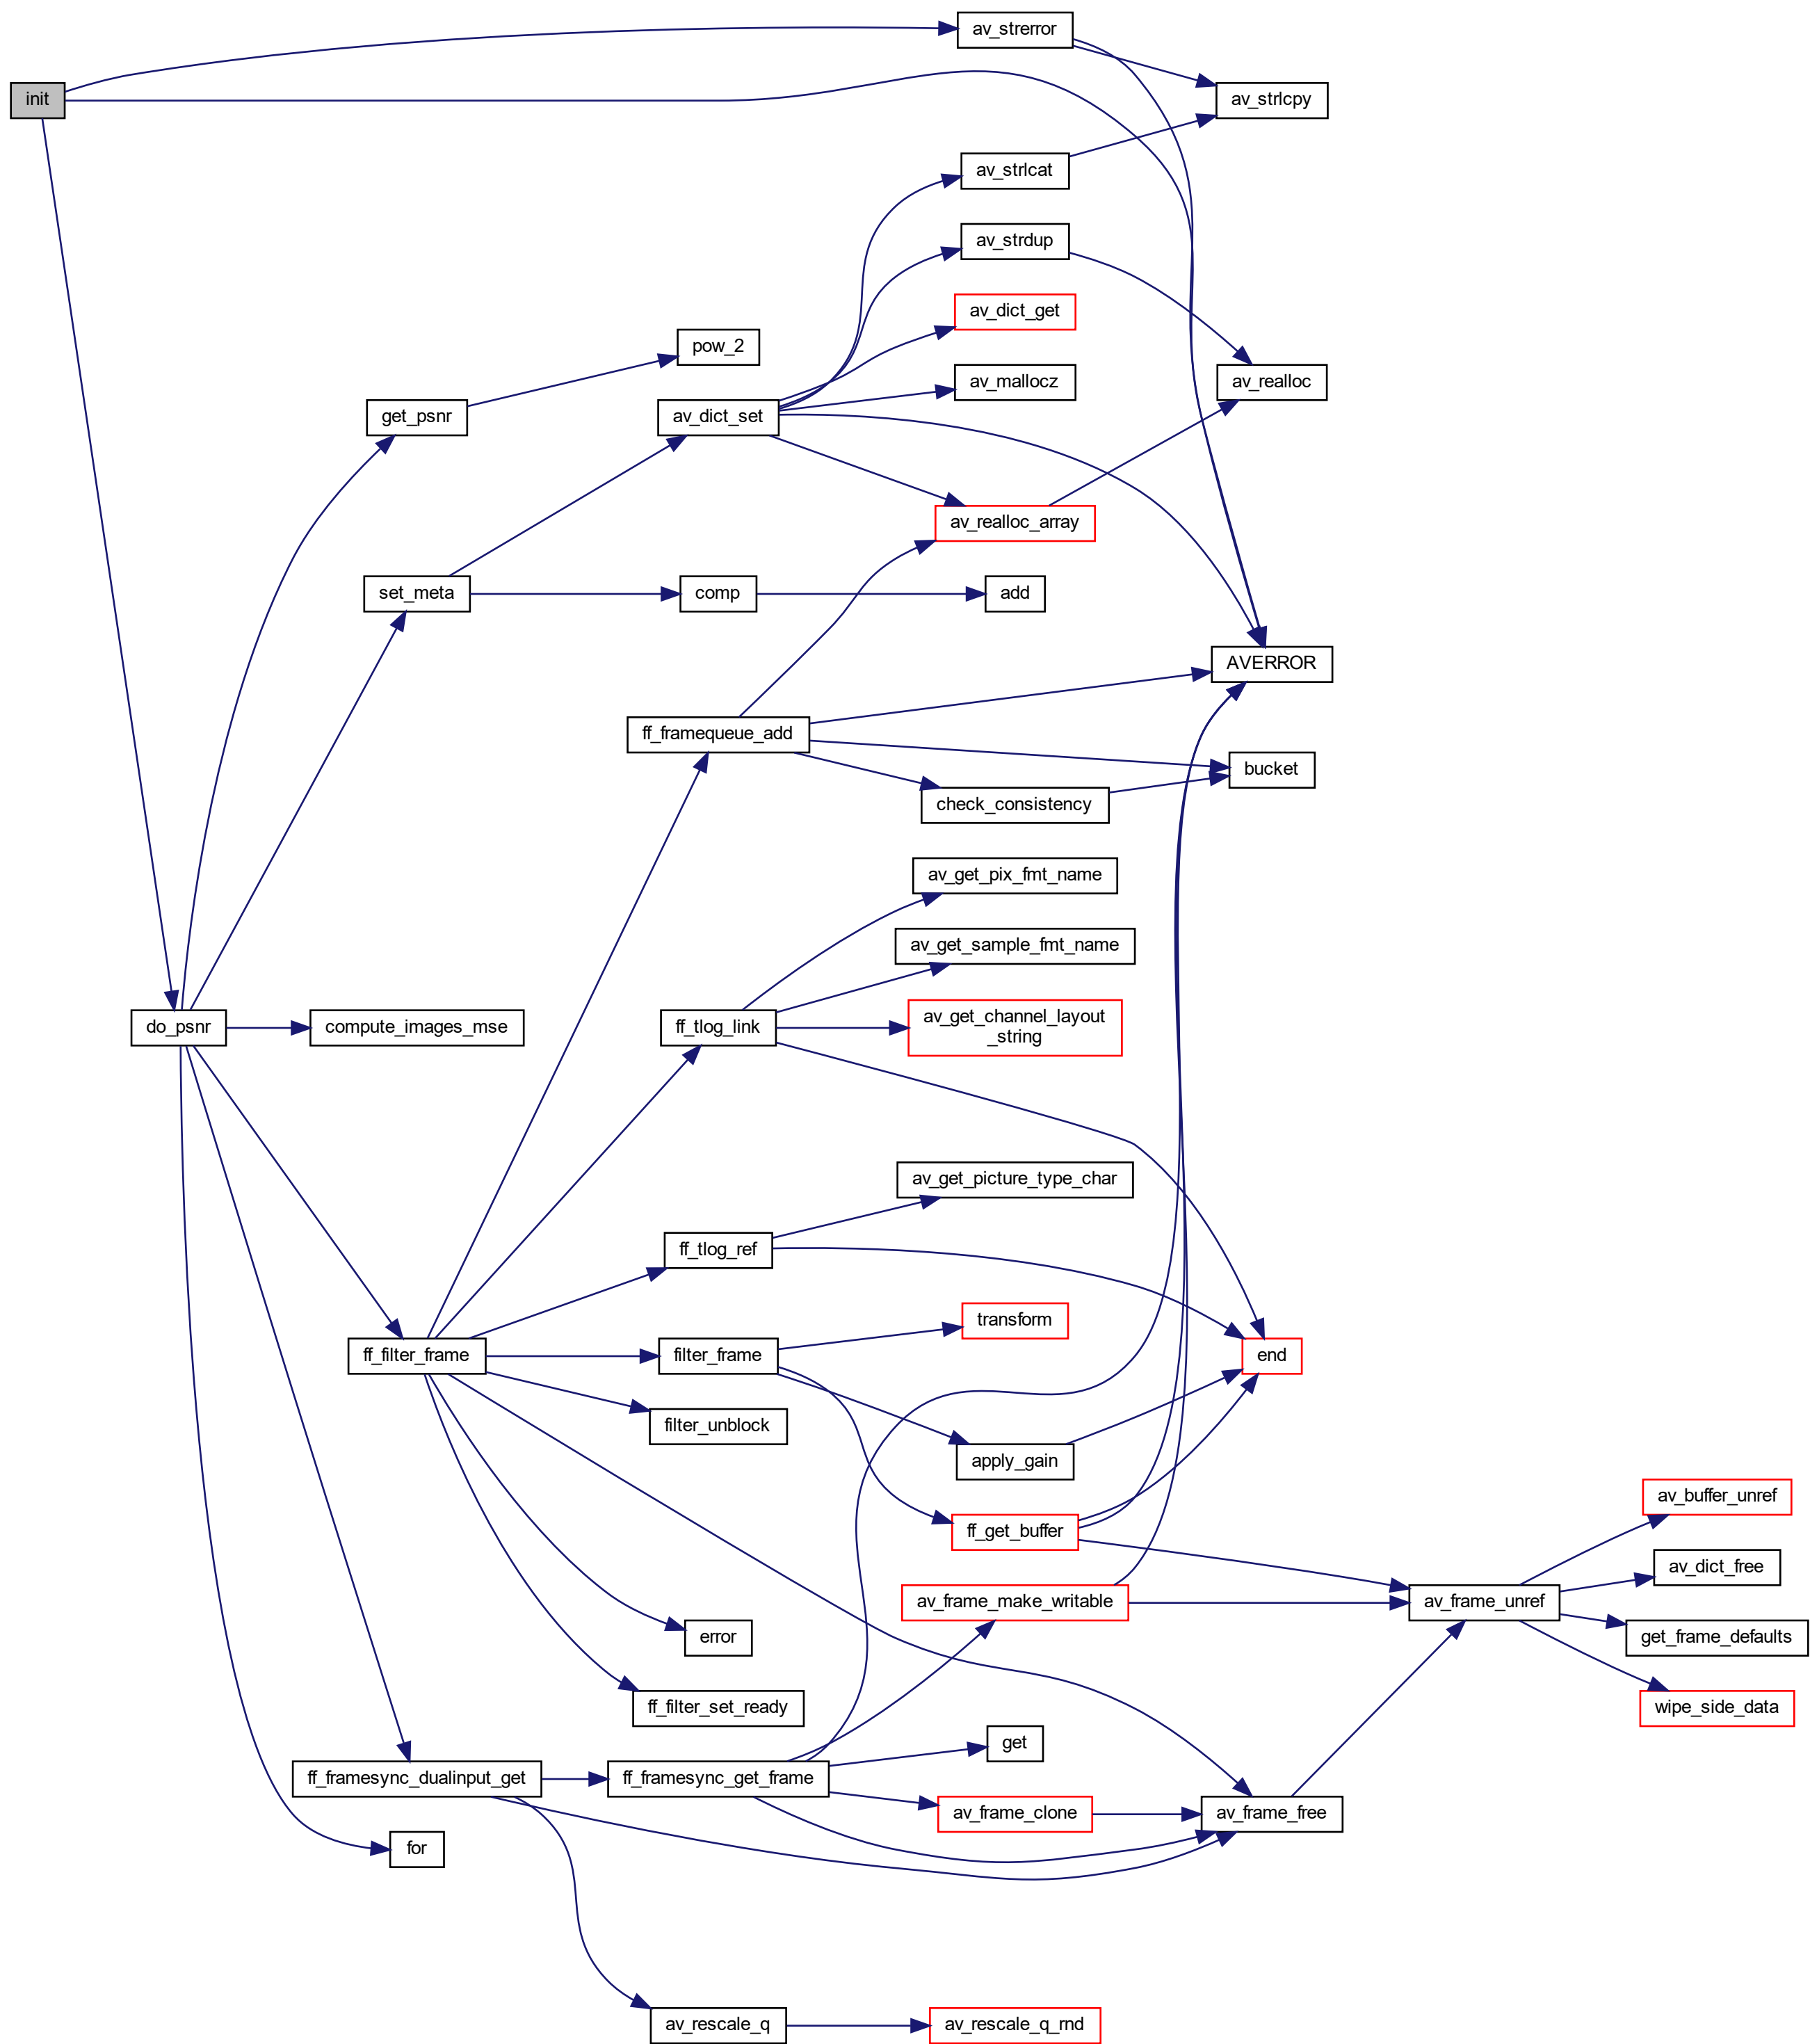 av_strerror
init
av_strlcpy
av_strlcat
av_strdup
av_dict_get
pow_2
av_mallocz
av_realloc
get_psnr
av_dict_set
av_realloc_array
set_meta
comp
add
AVERROR
ff_framequeue_add
bucket
check_consistency
av_get_pix_fmt_name
av_get_sample_fmt_name
do_psnr
compute_images_mse
ff_tlog_link
av_get_channel_layout
_string
av_get_picture_type_char
ff_tlog_ref
transform
ff_filter_frame
filter_frame
end
filter_unblock
apply_gain
av_buffer_unref
ff_get_buffer
av_dict_free
av_frame_make_writable
av_frame_unref
error
get_frame_defaults
ff_filter_set_ready
wipe_side_data
get
ff_framesync_dualinput_get
ff_framesync_get_frame
av_frame_clone
av_frame_free
for
av_rescale_q
av_rescale_q_rnd